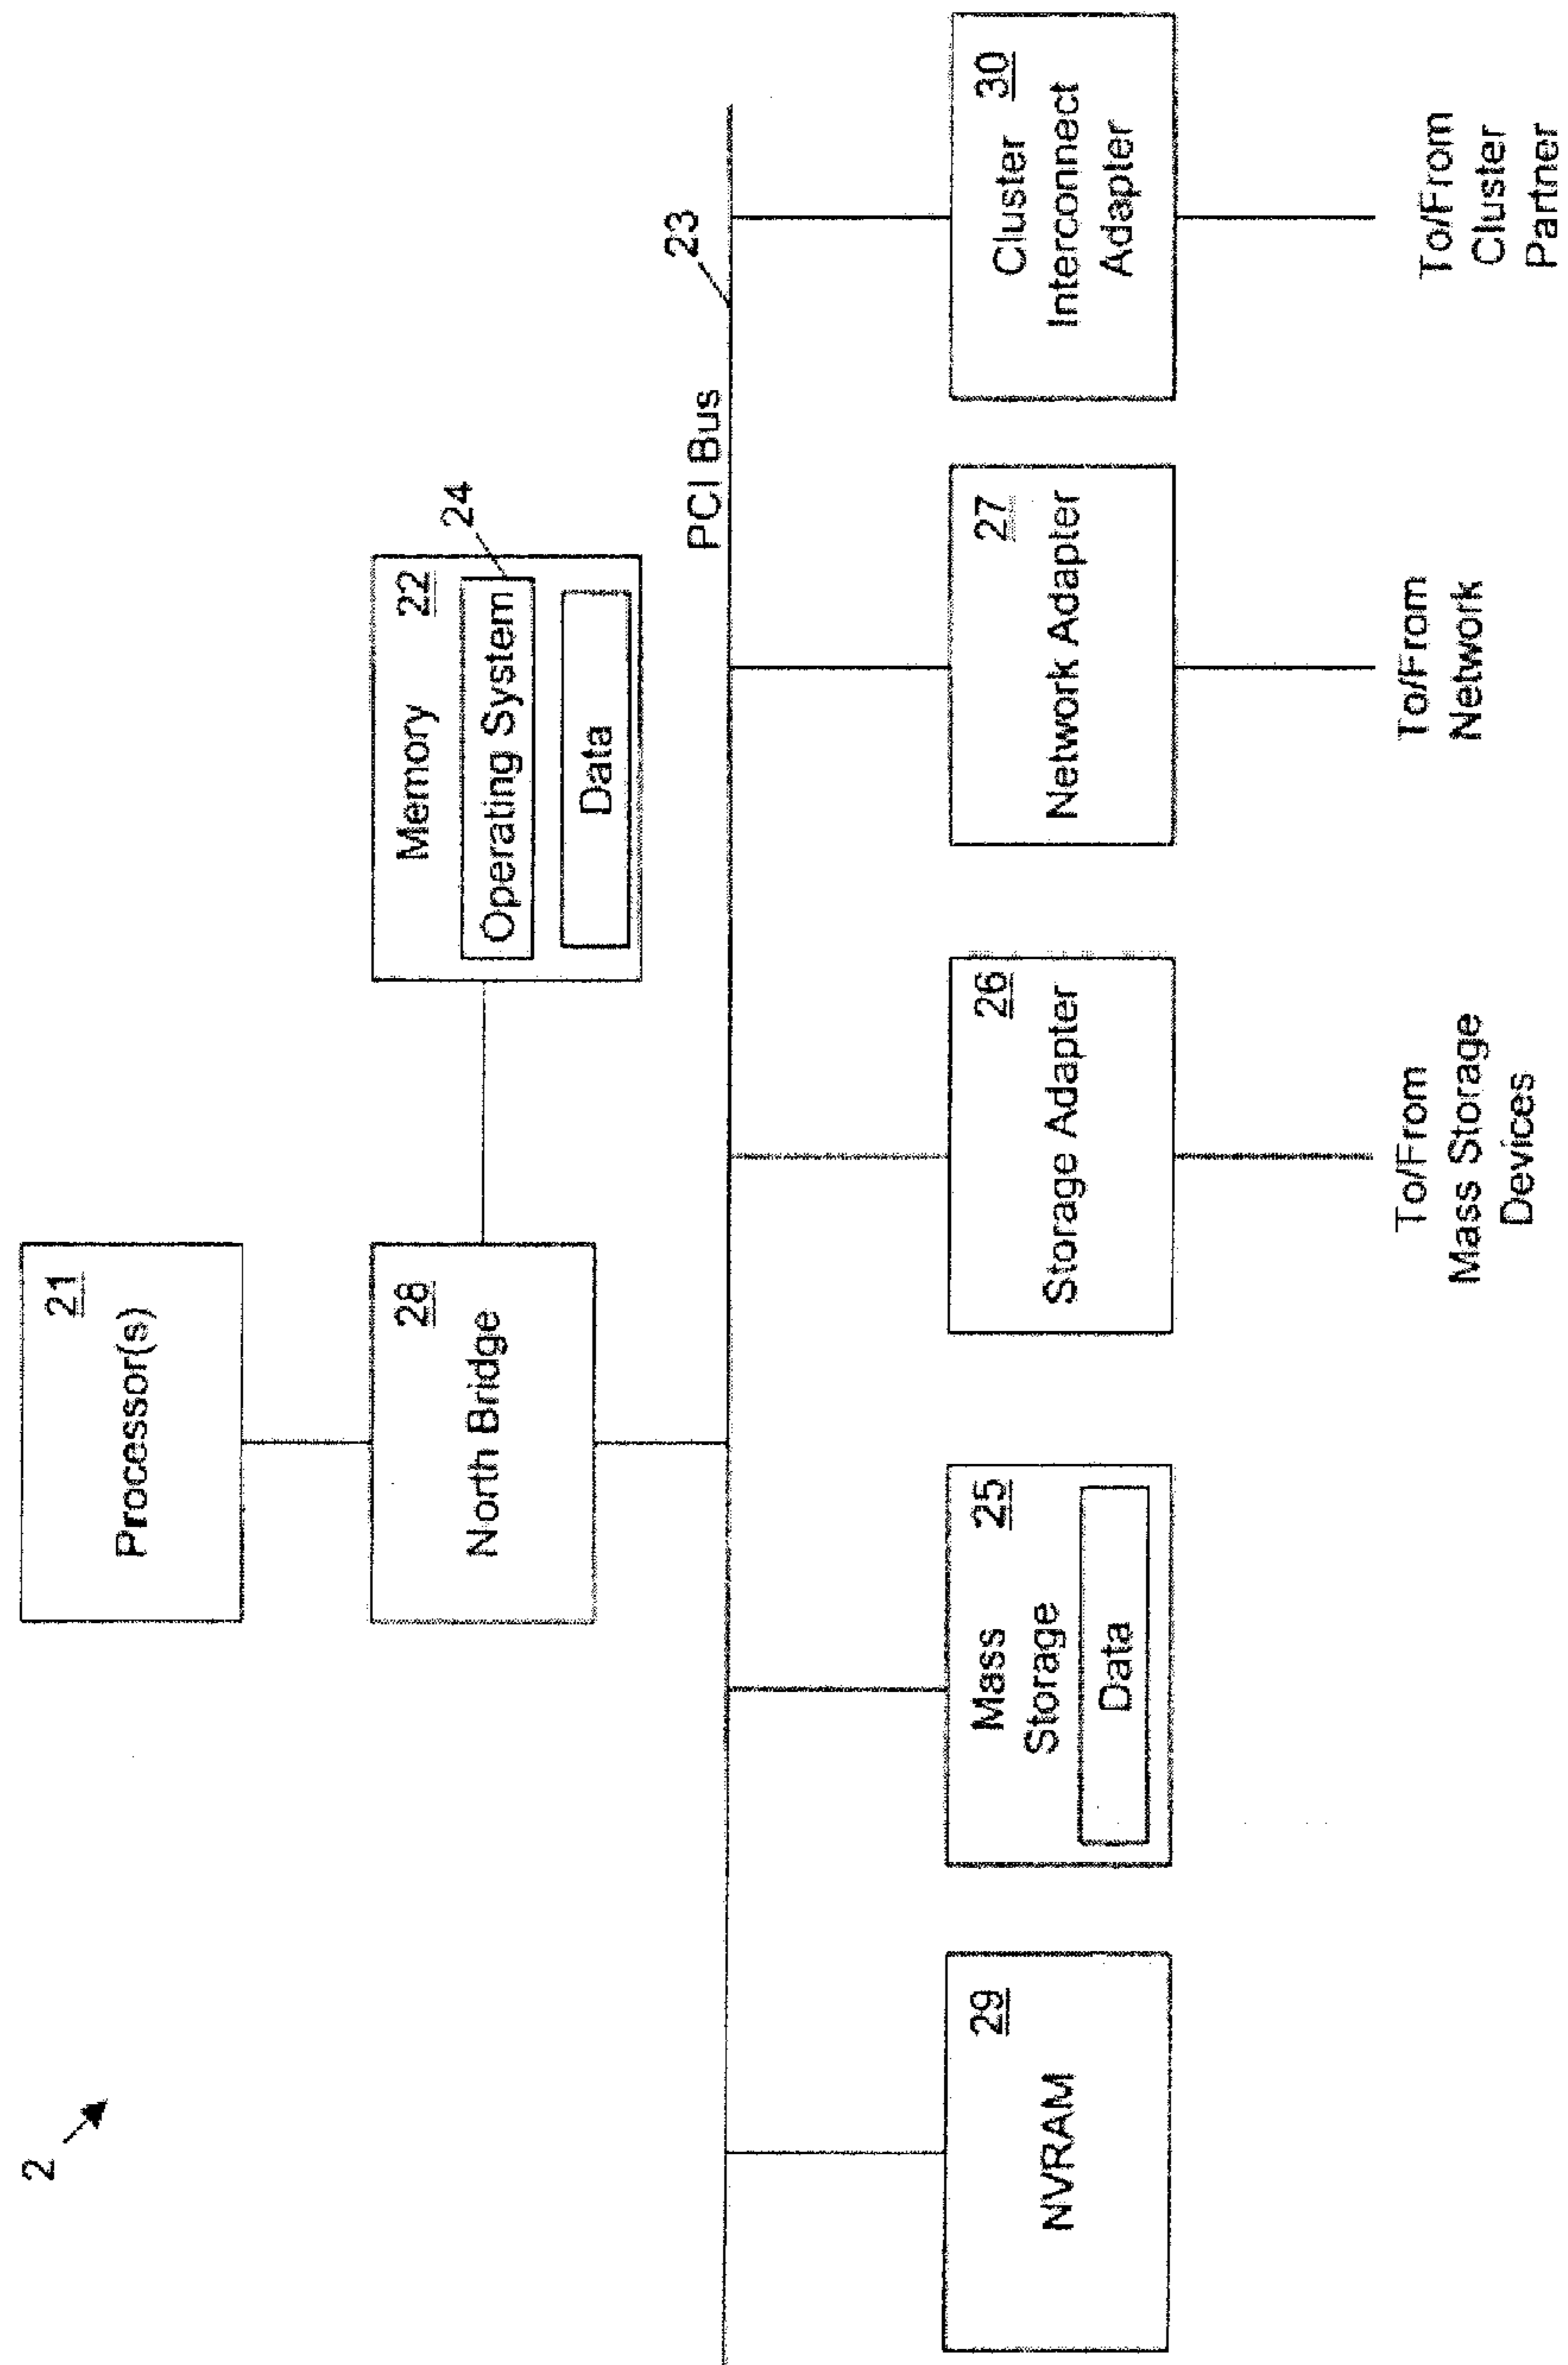 2
21
Processor(s)
28
North Bridge
22
Memory
24
Operating System
Data
PCI Bus
23
29
NVRAM
25
Mass
Storage
Data
26
Storage Adapter
27
Network Adapter
30
Cluster
Interconnect
Adapter
To/From
Mass Storage
Devices
To/From
Network
To/From
Cluster
Partner